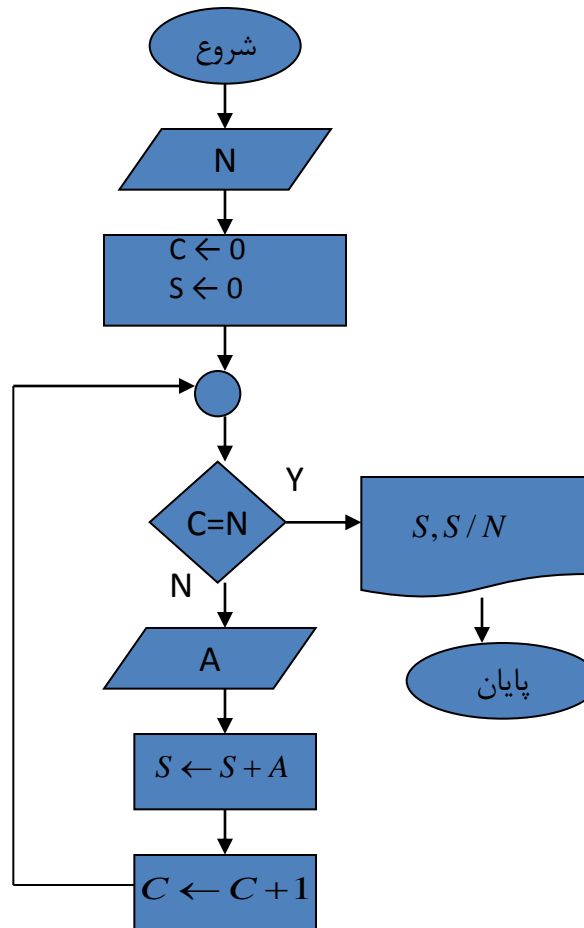 شروع
N
C ← 0
S ← 0
C=N
Y
S, S / N
N
پایان
A
S ← S + A
C ← C + 1